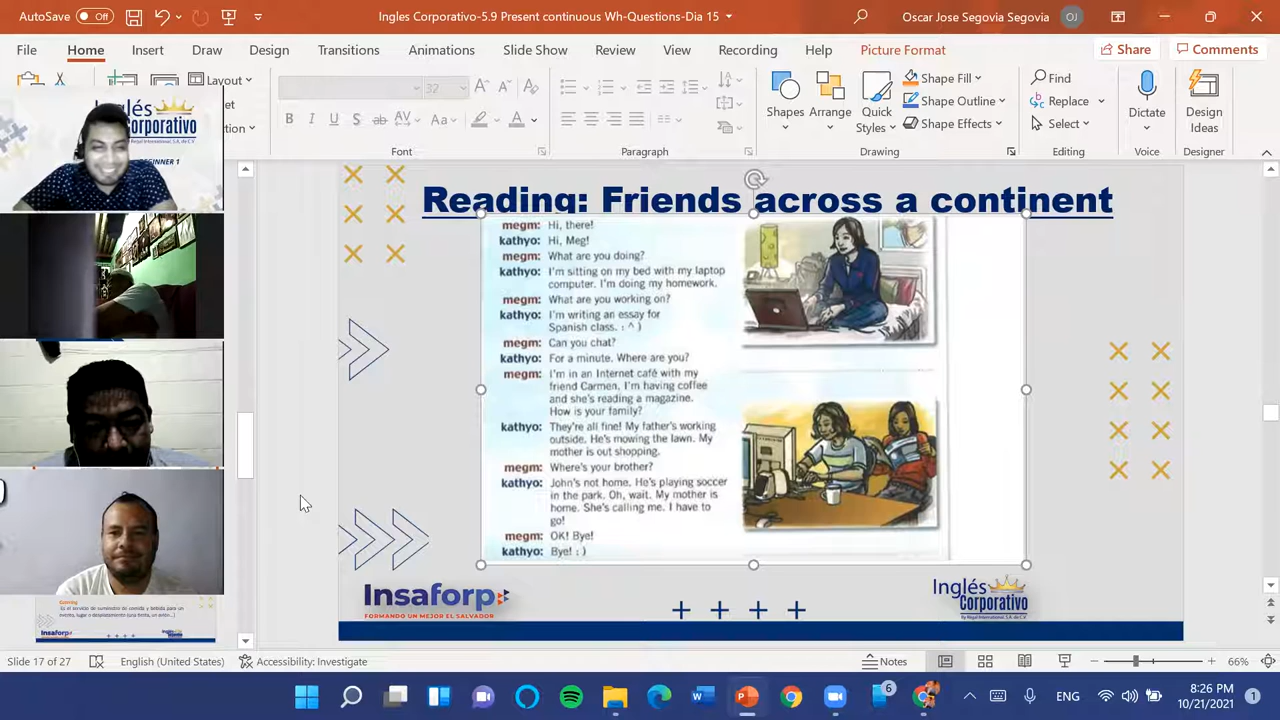 AutoSave Off
Ingles Corporativo-5.9 Present continuous Wh-Questions-Dia 15
Oscar Jose Segovia Segovia OJ
File Home Insert Draw Design Transitions Animations Slide Show Review View Recording Help Picture Format
Share Comments
Layout
Shapes
Arrange
Quick Styles
Shape Fill
Shape Outline
Shape Effects
Find
Replace
Select
Dictate
Design Ideas
Font Paragraph Drawing Editing Voice Designer
Inglés
Corporativo
Reading: Friends across a continent
megm: Hi, there!
kathyo: Hi, Meg!
megm: What are you doing?
kathyo: I'm sitting on my bed with my laptop
computer. I'm doing my homework.
megm: What are you working on?
kathyo: I'm writing an essay for
Spanish class. : ^ )
megm: Can you chat?
kathyo: For a minute. Where are you?
megm: I'm in an Internet café with my
friend Carmen. I'm having coffee
and she's reading a magazine.
How is your family?
kathyo: They're all fine! My father's working
outside. He's mowing the lawn. My
mother is out shopping.
megm: Where's your brother?
kathyo: John's not home. He's playing soccer
in the park. Oh, wait. My mother is
home. She's calling me. I have to
go!
megm: OK! Bye!
kathyo: Bye! : )
Insaforp
FORMANDO UN MEJOR EL SALVADOR
Inglés
Corporativo
By Regal International, S.A. de C.V.
Slide 17 of 27 English (United States) Accessibility: Investigate
Notes 66%
6
ENG
8:26 PM
10/21/2021
1